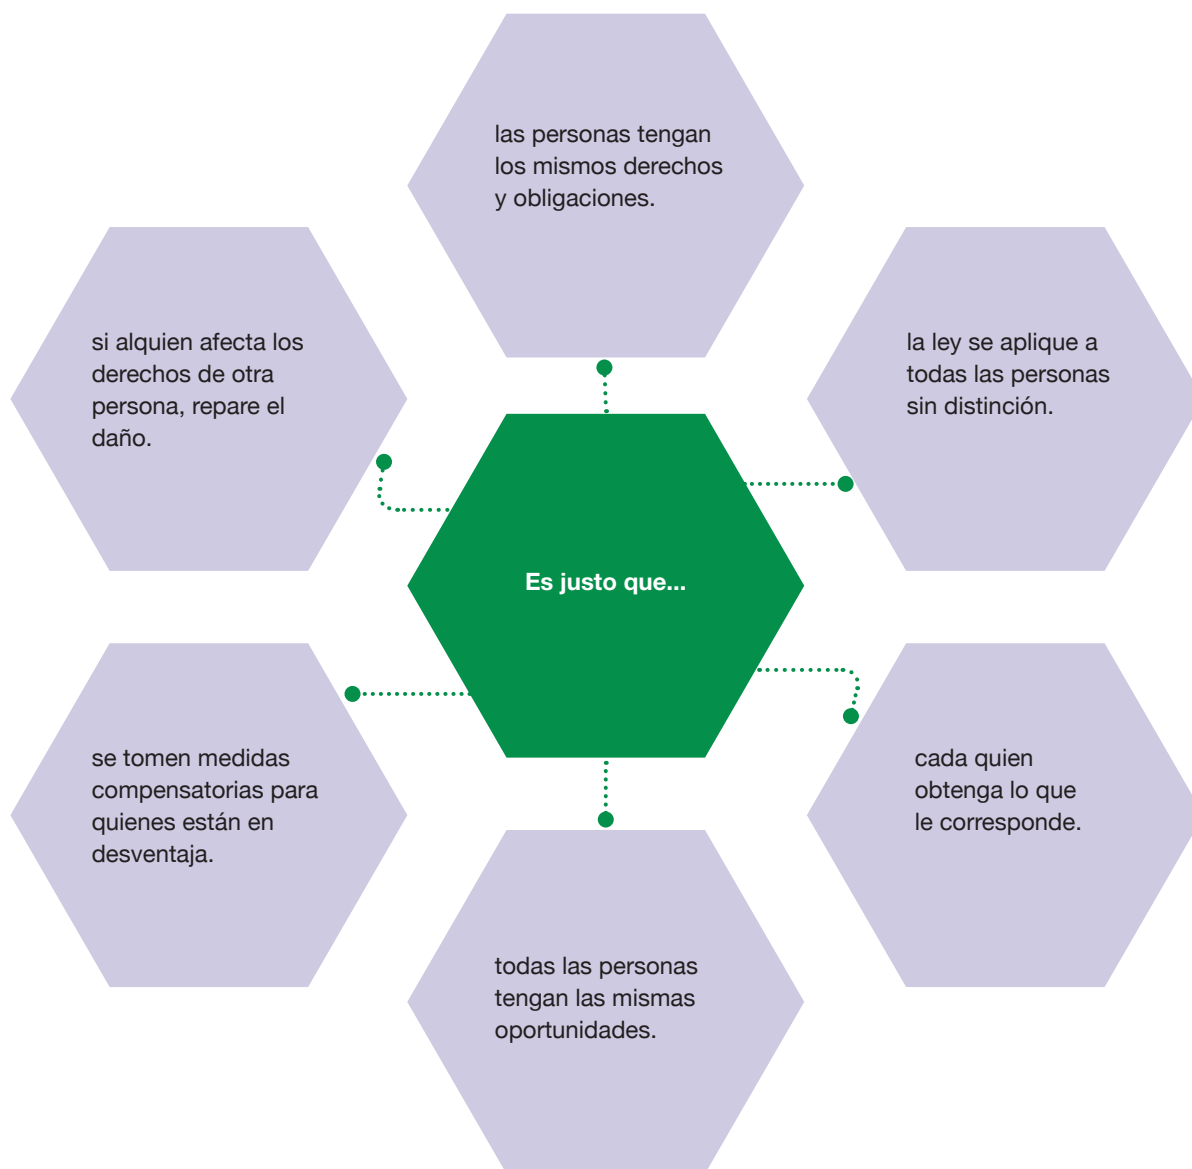 las personas tengan
los mismos derechos
y obligaciones.
si alquien afecta los
derechos de otra
persona, repare el
daño.
la ley se aplique a
todas las personas
sin distinción.
Es justo que...
se tomen medidas
compensatorias para
quienes están en
desventaja.
cada quien
obtenga lo que
le corresponde.
todas las personas
tengan las mismas
oportunidades.